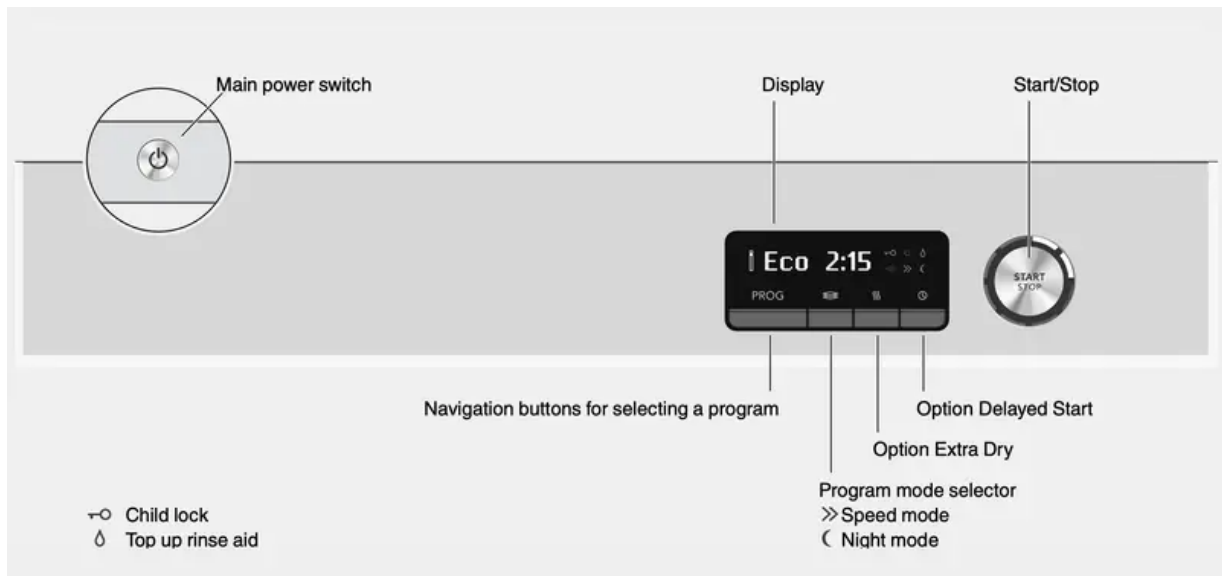 Main power switch
Display
Start/Stop
Eco 2:15
PROG
START
STOP
Navigation buttons for selecting a program
Option Delayed Start
Option Extra Dry
Program mode selector
Speed mode
Night mode
Child lock
Top up rinse aid